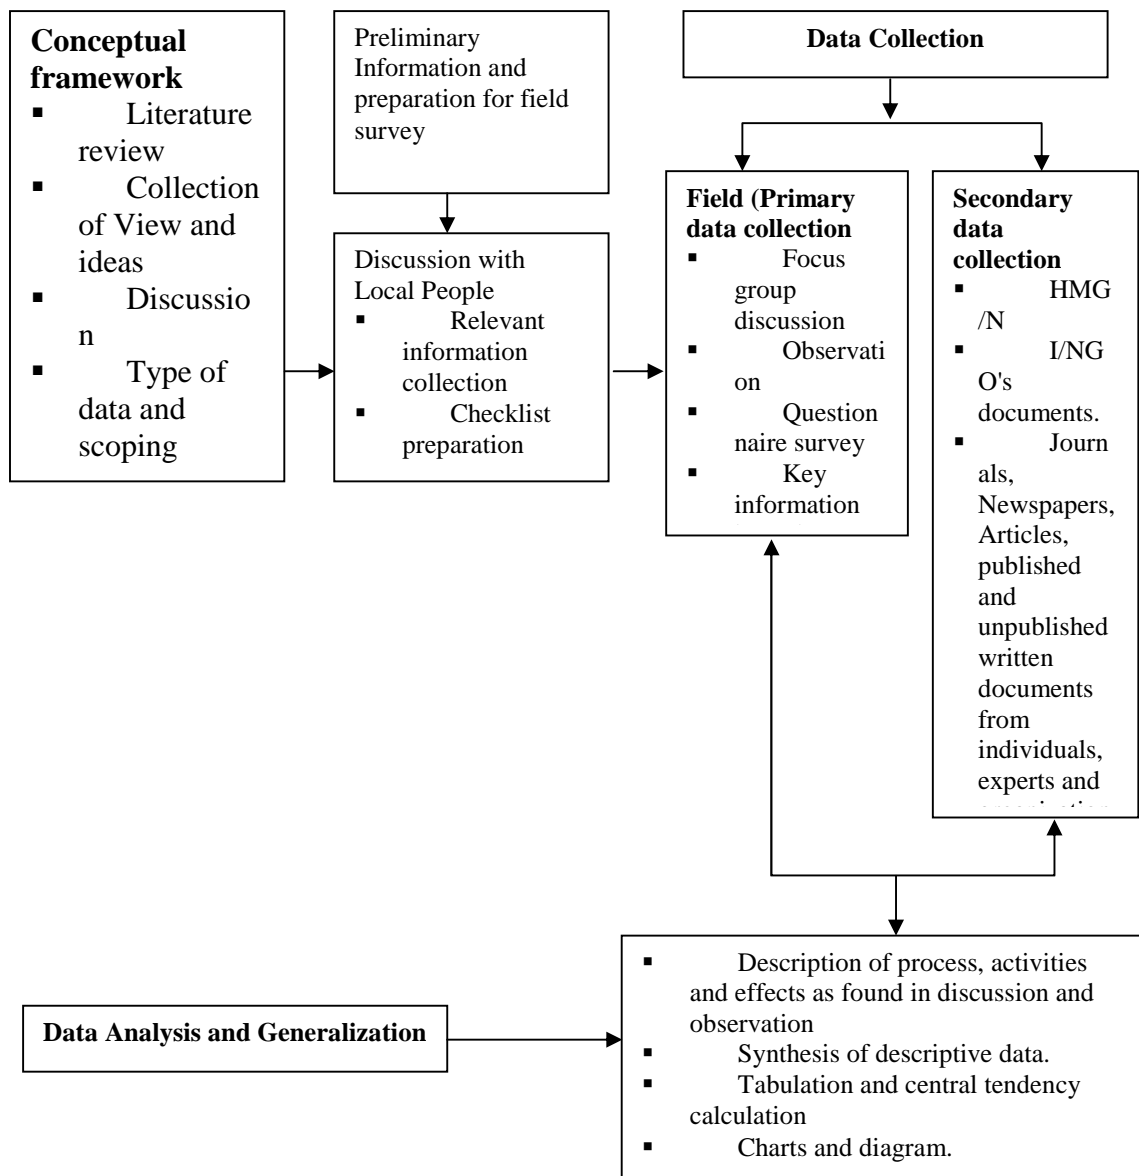 Conceptual
framework
▪ Literature
review
▪ Collection
of View and
ideas
▪ Discussio
n
▪ Type of
data and
scoping
Preliminary
Information and
preparation for field
survey
Discussion with
Local People
▪ Relevant
information
collection
▪ Checklist
preparation
Data Collection
Field (Primary
data collection
▪ Focus
group
discussion
▪ Observati
on
▪ Question
naire survey
▪ Key
information
Secondary
data
collection
▪ HMG
/N
▪ I/NG
O's
documents.
▪ Journ
als,
Newspapers,
Articles,
published
and
unpublished
written
documents
from
individuals,
experts and
Data Analysis and Generalization
▪ Description of process, activities
and effects as found in discussion and
observation
▪ Synthesis of descriptive data.
▪ Tabulation and central tendency
calculation
▪ Charts and diagram.